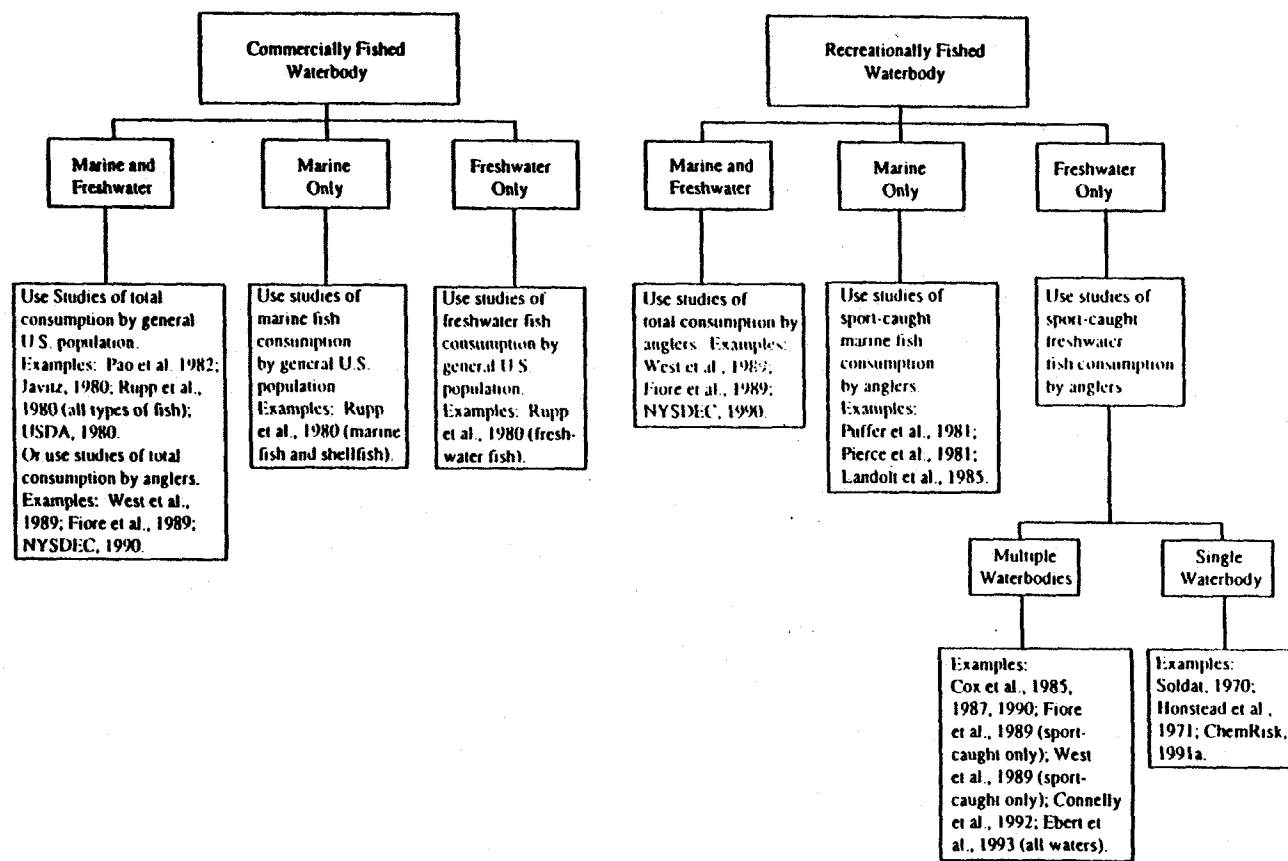 Commercially Fished
Waterbody
Marine and
Freshwater
Marine
Only
Freshwater
Only
Use Studies of total
consumption by general
U.S. population.
Examples: Pao et al. 1982;
Javitz, 1980; Rupp et al.,
1980 (all types of fish);
USDA, 1980.
Or use studies of total
consumption by anglers.
Examples: West et al.,
1989; Fiore et al., 1989;
NYSDEC, 1990.
Use studies of
marine fish
consumption
by general U.S.
population
Examples: Rupp
et al., 1980 (marine
fish and shellfish).
Use studies of
freshwater fish
consumption by
general U.S.
population.
Examples: Rupp
et al., 1980 (fresh-
water fish).
Recreationally Fished
Waterbody
Marine and
Freshwater
Marine
Only
Freshwater
Only
Use studies of
total consumption by
anglers. Examples:
West et al., 1989;
Fiore et al., 1989;
NYSDEC, 1990.
Use studies of
sport-caught
marine fish
consumption
by anglers.
Examples:
Puffer et al., 1981;
Pierce et al., 1981;
Landolt et al., 1985.
Use studies of
sport-caught
freshwater
fish consumption
by anglers
Multiple
Waterbodies
Single
Waterbody
Examples:
Cox et al., 1985,
1987, 1990; Fiore
et al., 1989 (sport-
caught only); West
et al., 1989 (sport-
caught only); Connelly
et al., 1992; Ebert et
al., 1993 (all waters).
Examples:
Soldat, 1970;
Honstead et al.,
1971; ChemRisk,
1991a.